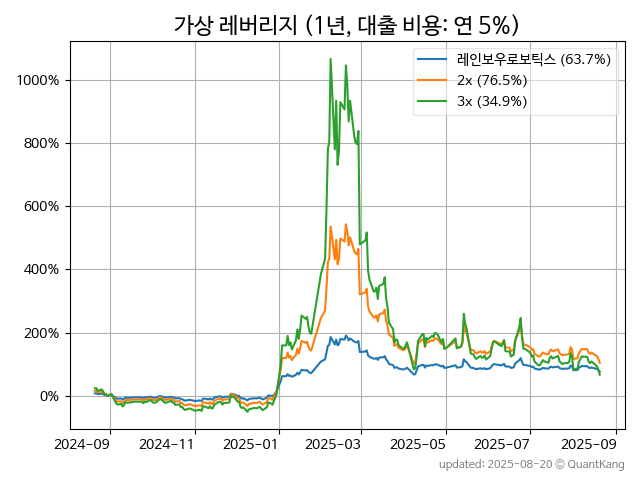 가상 레버리지 (1년, 대출 비용: 연 5%)
레인보우로보틱스 (63.7%)
2x (76.5%)
3x (34.9%)
1000%
800%
600%
400%
200%
0%
2024-09 2024-11 2025-01 2025-03 2025-05 2025-07 2025-09
updated: 2025-08-20 © QuantKang